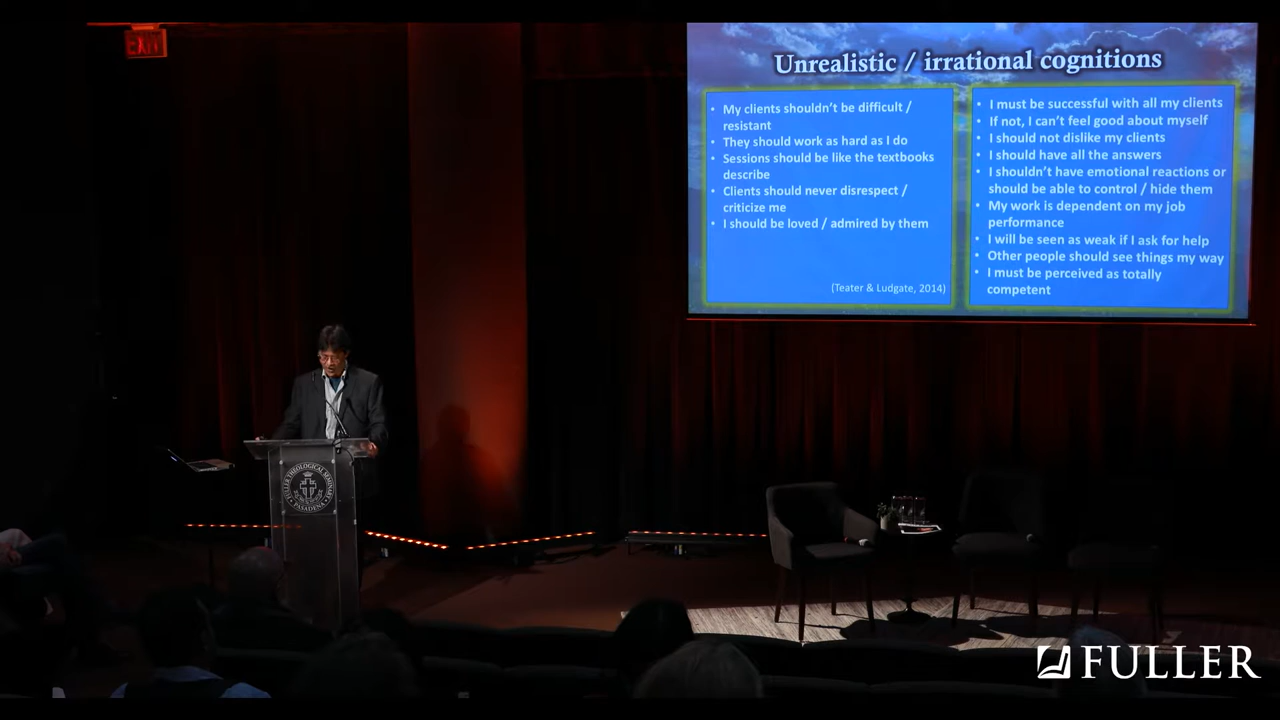 EXIT
Unrealistic / irrational cognitions
• My clients shouldn't be difficult /
resistant
• They should work as hard as I do
• Sessions should be like the textbooks
describe
• Clients should never disrespect /
criticize me
• I should be loved / admired by them
(Teater & Ludgate, 2014)
• I must be successful with all my clients
• If not, I can't feel good about myself
• I should not dislike my clients
• I should have all the answers
• I shouldn't have emotional reactions or
should be able to control / hide them
• My work is dependent on my job
performance
• I will be seen as weak if I ask for help
• Other people should see things my way
• I must be perceived as totally
competent
FULLER THEOLOGICAL SEMINARY
PASADENA
FULLER